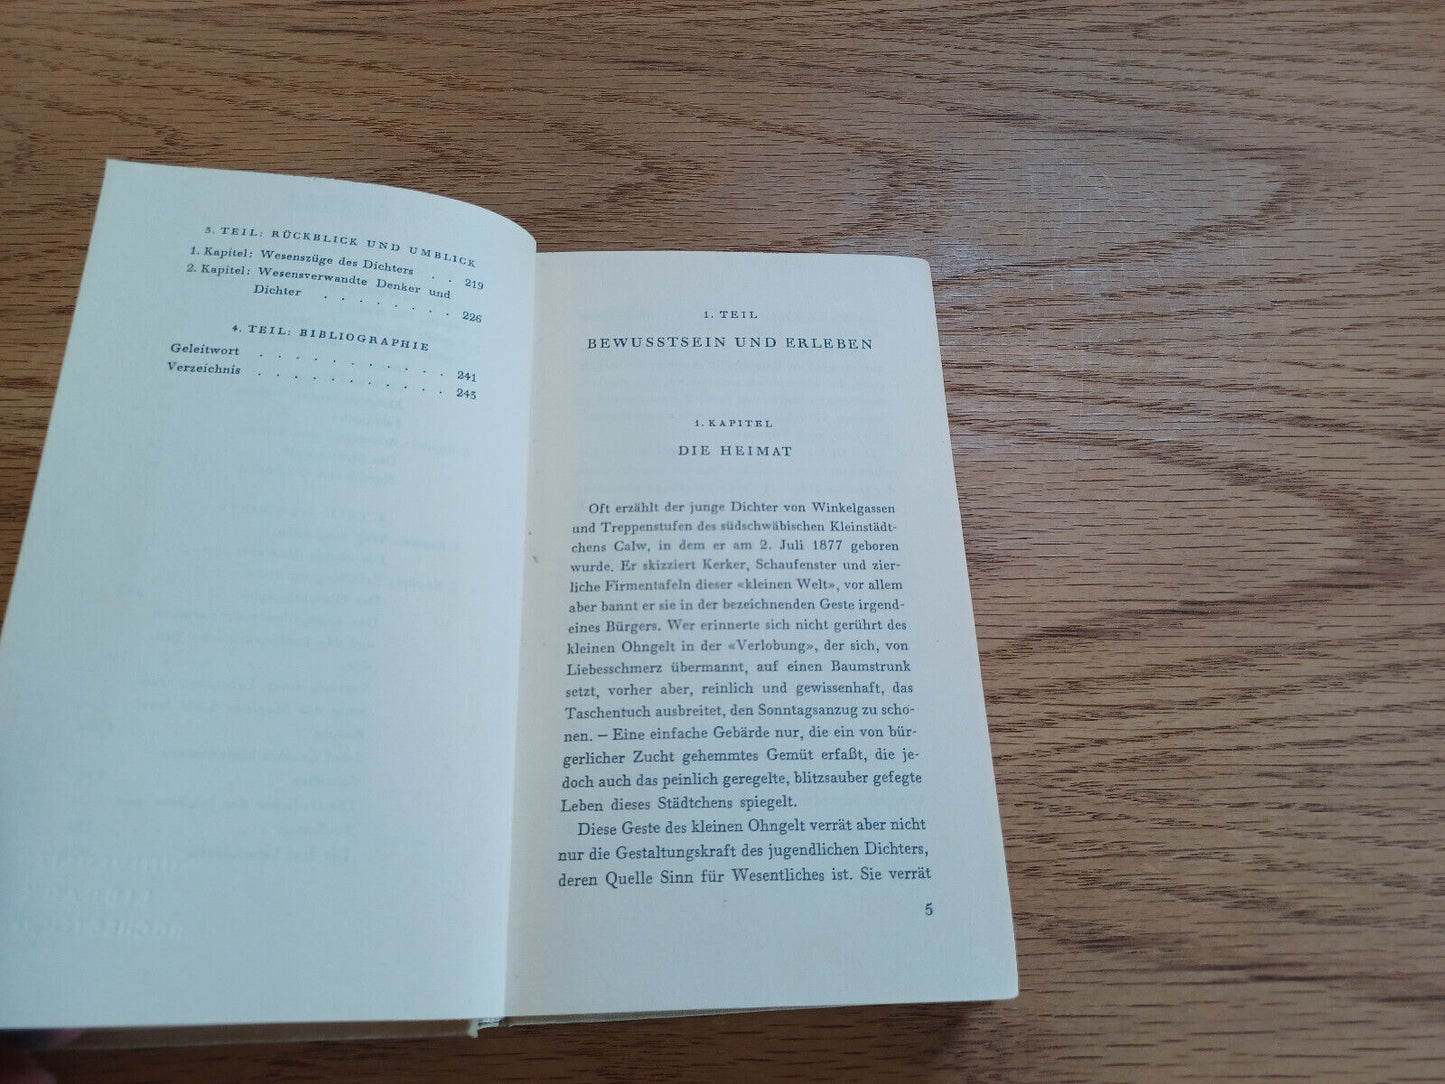 3. TEIL: RÜCKBLICK UND UMBLICK
1. Kapitel: Wesenszüge des Dichters . . 219
2. Kapitel: Wesensverwandte Denker und
Dichter . . . . . . . 226
4. TEIL: BIBLIOGRAPHIE
Geleitwort . . . . . . . . . . . 241
Verzeichnis . . . . . . . . . . . 243
1. TEIL
BEWUSSTSEIN UND ERLEBEN
1. KAPITEL
DIE HEIMAT
Oft erzählt der junge Dichter von Winkelgassen
und Treppenstufen des südschwäbischen Kleinstädt-
chens Calw, in dem er am 2. Juli 1877 geboren
wurde. Er skizziert Kerker, Schaufenster und zier-
liche Firmentafeln dieser «kleinen Welt», vor allem
aber bannt er sie in der bezeichnenden Geste irgend-
eines Bürgers. Wer erinnerte sich nicht gerührt des
kleinen Ohngelt in der «Verlobung», der sich, von
Liebesschmerz übermannt, auf einen Baumstrunk
setzt, vorher aber, reinlich und gewissenhaft, das
Taschentuch ausbreitet, den Sonntagsanzug zu scho-
nen. – Eine einfache Gebärde nur, die ein von bür-
gerlicher Zucht gehemmtes Gemüt erfaßt, die je-
doch auch das peinlich geregelte, blitzsauber gefegte
Leben dieses Städtchens spiegelt.
Diese Geste des kleinen Ohngelt verrät aber nicht
nur die Gestaltungskraft des jugendlichen Dichters,
deren Quelle Sinn für Wesentliches ist. Sie verrät
5